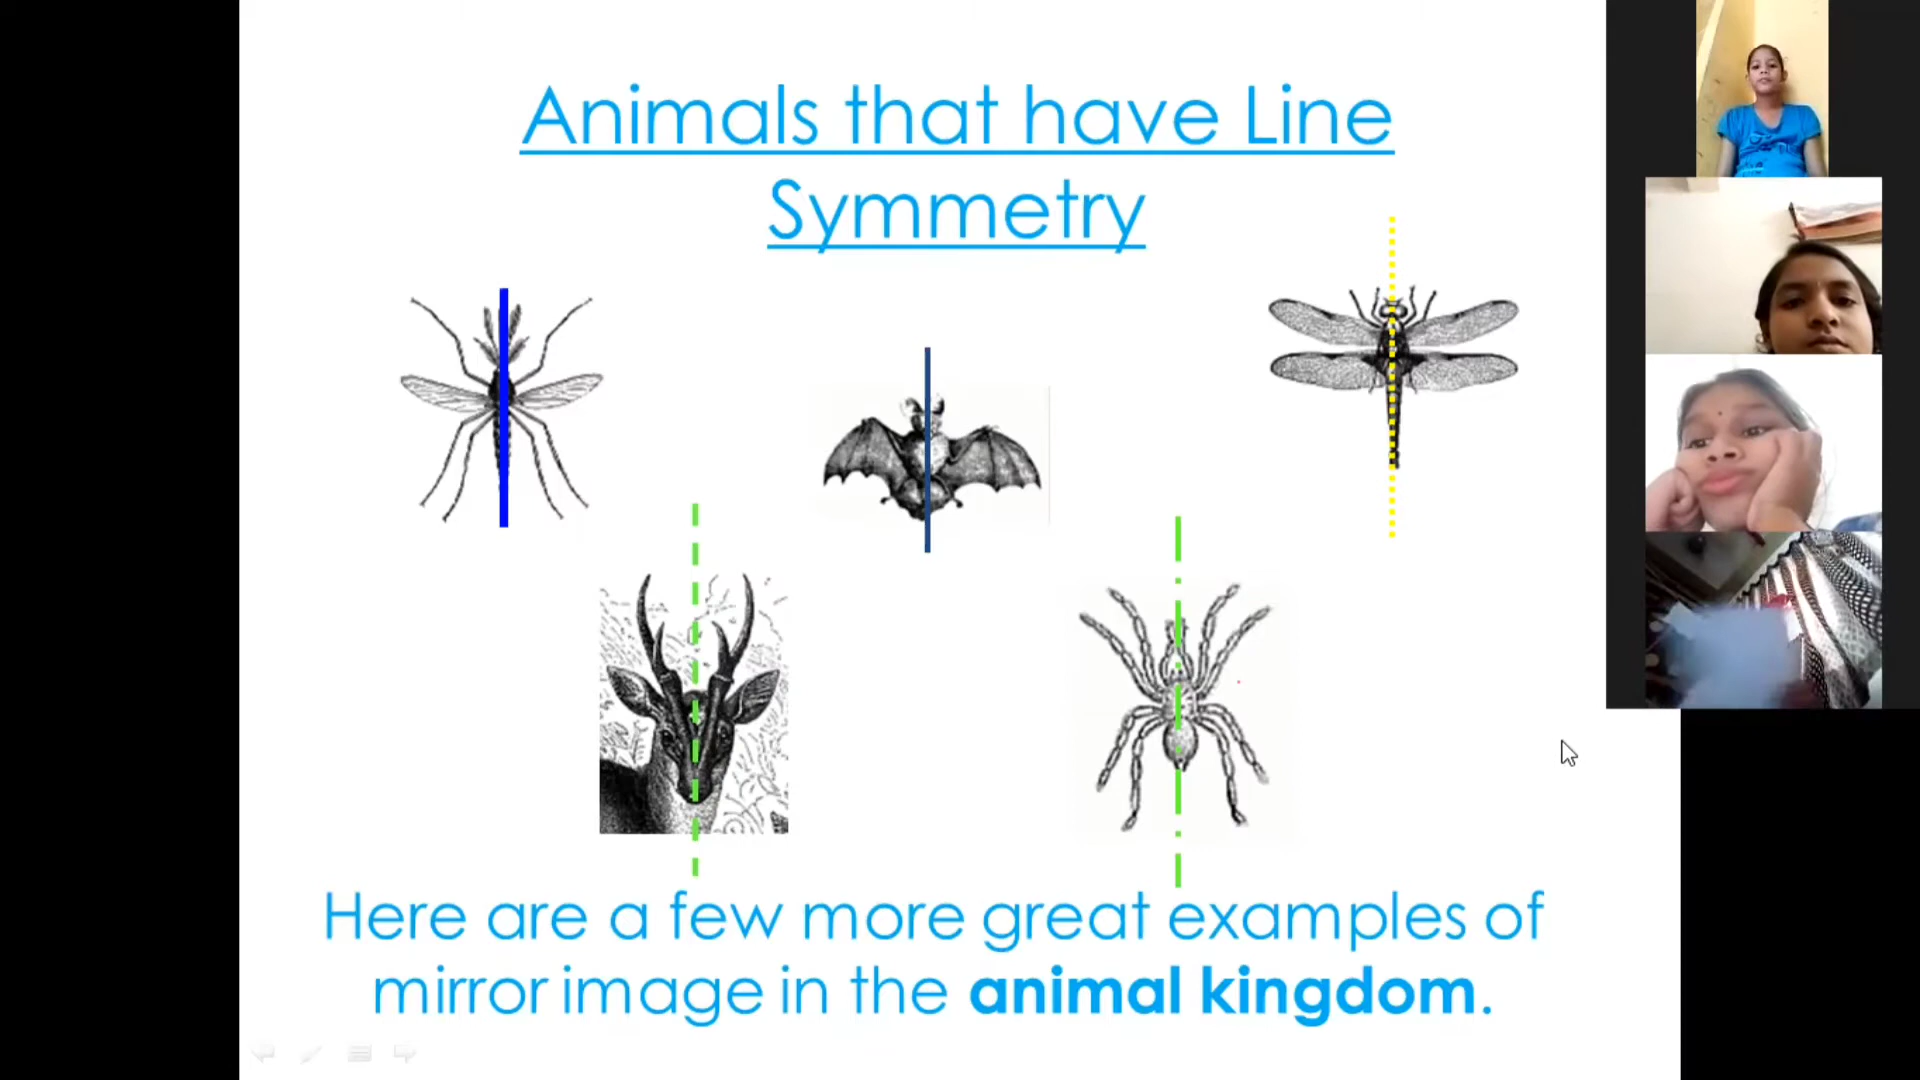 Animals that have Line
Symmetry
Here are a few more great examples of
mirror image in the animal kingdom.